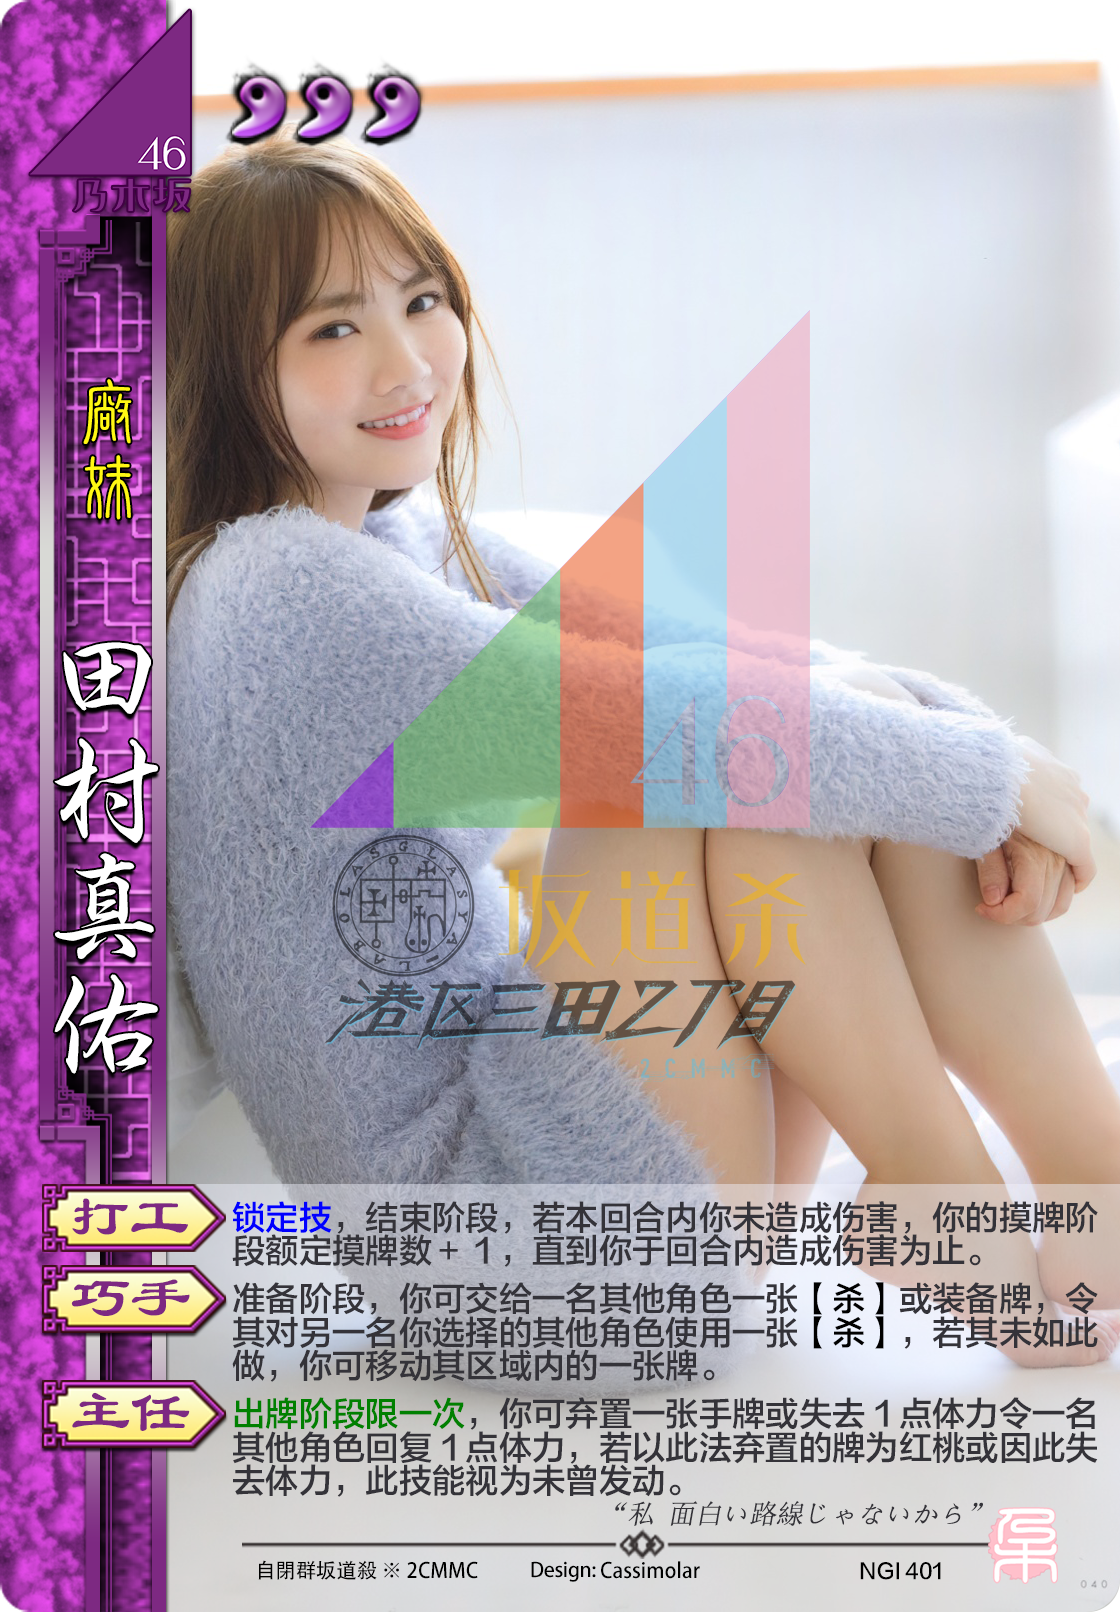 46
乃木坂
廠妹
田村真佑
46
LASYALABOLASG
坂道杀
港区三田2丁目
2CMMC
打工
锁定技，结束阶段，若本回合内你未造成伤害，你的摸牌阶
段额定摸牌数＋1，直到你于回合内造成伤害为止。
巧手
准备阶段，你可交给一名其他角色一张【杀】或装备牌，令
其对另一名你选择的其他角色使用一张【杀】，若其未如此
做，你可移动其区域内的一张牌。
主任
出牌阶段限一次，你可弃置一张手牌或失去1点体力令一名
其他角色回复1点体力，若以此法弃置的牌为红桃或因此失
去体力，此技能视为未曾发动。
“私 面白い路線じゃないから”
自閉群坂道殺 ※ 2CMMC
Design: Cassimolar
NGI 401
040